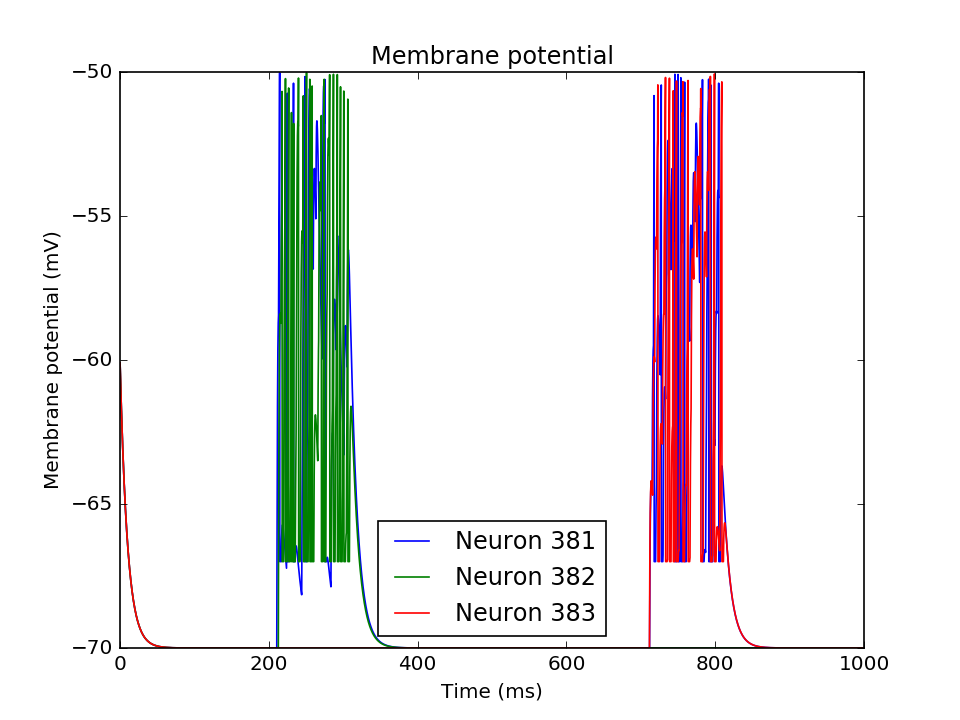 Membrane potential
Membrane potential (mV)
−50
−55
−60
−65
−70
0
200
400
600
800
1000
Time (ms)
Neuron 381
Neuron 382
Neuron 383